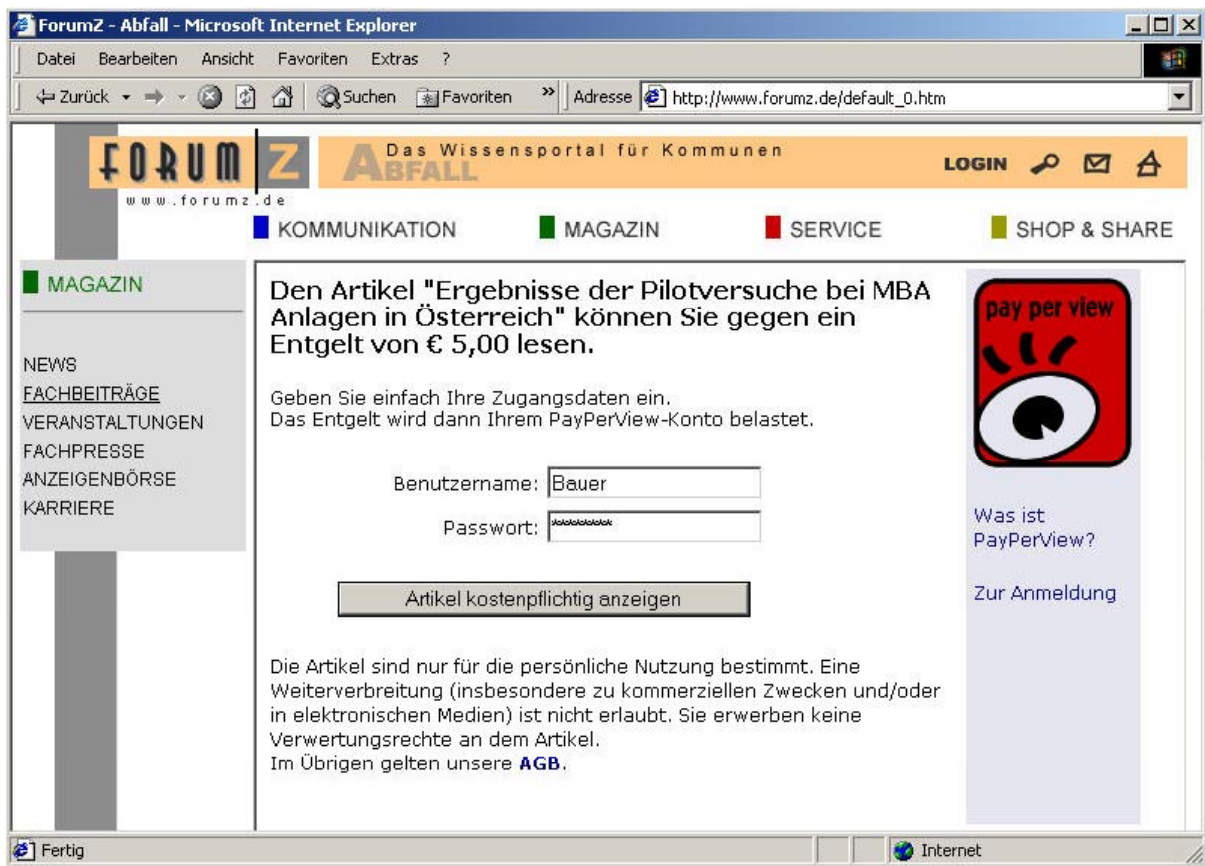 ForumZ - Abfall - Microsoft Internet Explorer
Datei Bearbeiten Ansicht Favoriten Extras ?
Zurück Suchen Favoriten » Adresse http://www.forumz.de/default_0.htm
FORUM Z
www.forumz.de
Das Wissensportal für Kommunen
ABFALL
LOGIN
KOMMUNIKATION MAGAZIN SERVICE SHOP & SHARE
MAGAZIN
NEWS
FACHBEITRÄGE
VERANSTALTUNGEN
FACHPRESSE
ANZEIGENBÖRSE
KARRIERE
Den Artikel "Ergebnisse der Pilotversuche bei MBA
Anlagen in Österreich" können Sie gegen ein
Entgelt von € 5,00 lesen.
Geben Sie einfach Ihre Zugangsdaten ein.
Das Entgelt wird dann Ihrem PayPerView-Konto belastet.
Benutzername: Bauer
Passwort: *********
Artikel kostenpflichtig anzeigen
Die Artikel sind nur für die persönliche Nutzung bestimmt. Eine
Weiterverbreitung (insbesondere zu kommerziellen Zwecken und/oder
in elektronischen Medien) ist nicht erlaubt. Sie erwerben keine
Verwertungsrechte an dem Artikel.
Im Übrigen gelten unsere AGB.
pay per view
Was ist
PayPerView?
Zur Anmeldung
Fertig
Internet